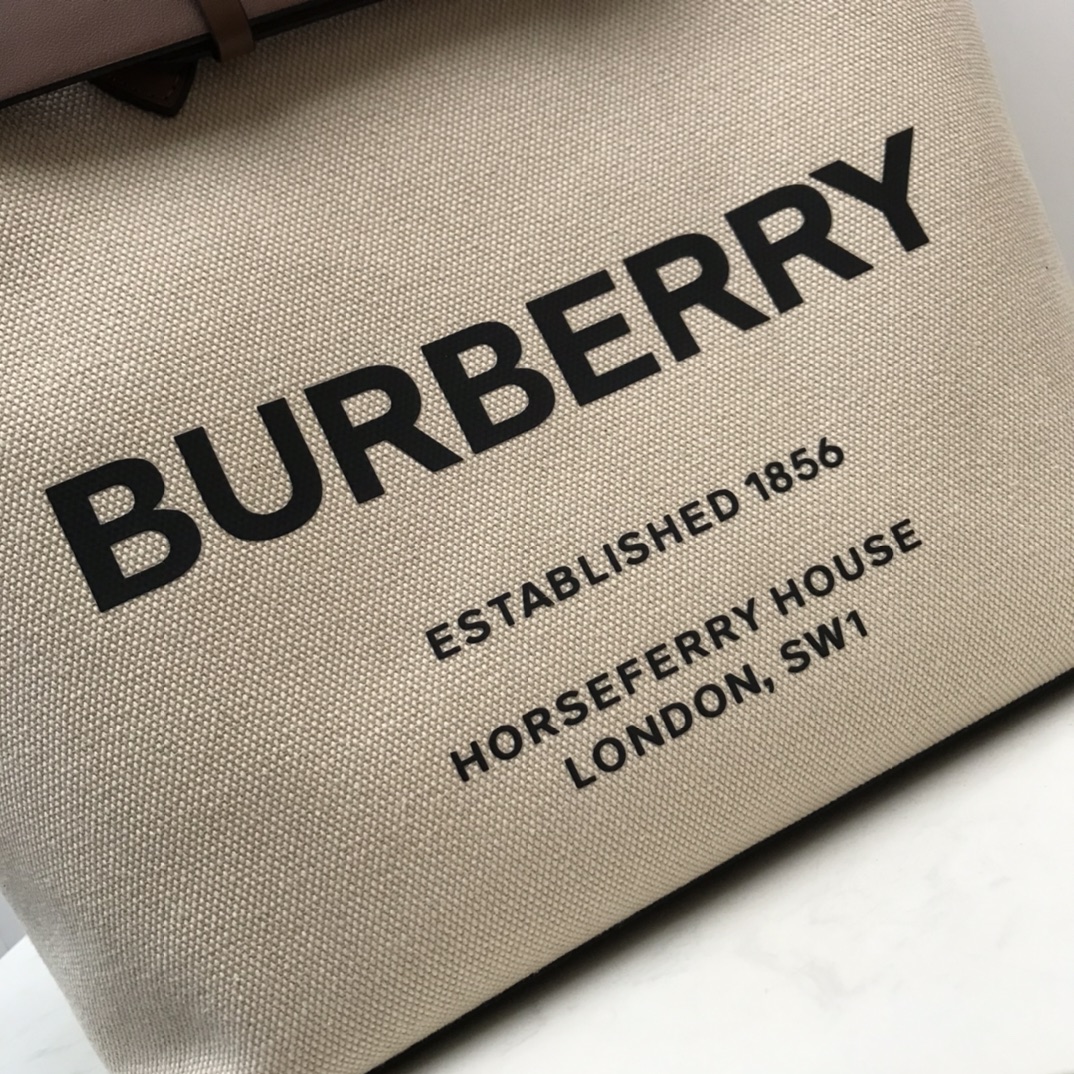 BURBERRY
ESTABLISHED 1856
HORSEFERRY HOUSE
LONDON, SW1